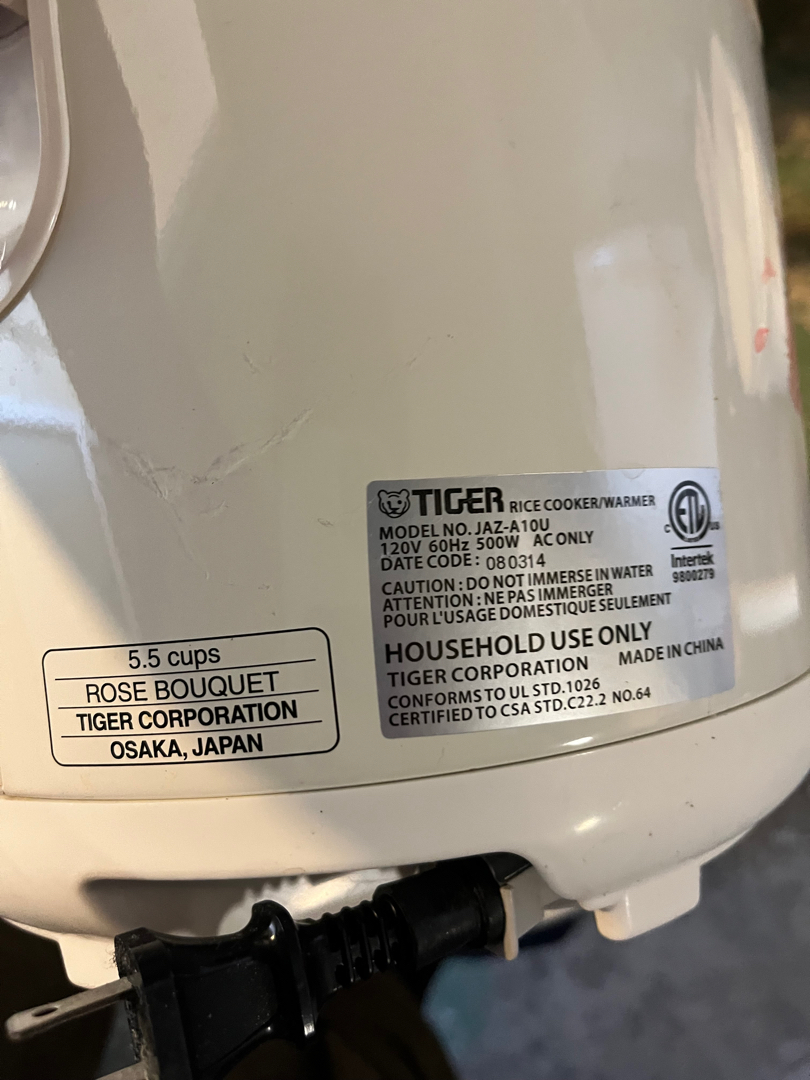 TIGER RICE COOKER/WARMER
MODEL NO. JAZ-A10U
120V 60Hz 500W AC ONLY
DATE CODE: 080314
CAUTION : DO NOT IMMERSE IN WATER
ATTENTION : NE PAS IMMERGER
POUR L'USAGE DOMESTIQUE SEULEMENT
HOUSEHOLD USE ONLY
TIGER CORPORATION MADE IN CHINA
CONFORMS TO UL STD.1026
CERTIFIED TO CSA STD.C22.2 NO.64
C ETL US
Intertek
9800279
5.5 cups
ROSE BOUQUET
TIGER CORPORATION
OSAKA, JAPAN